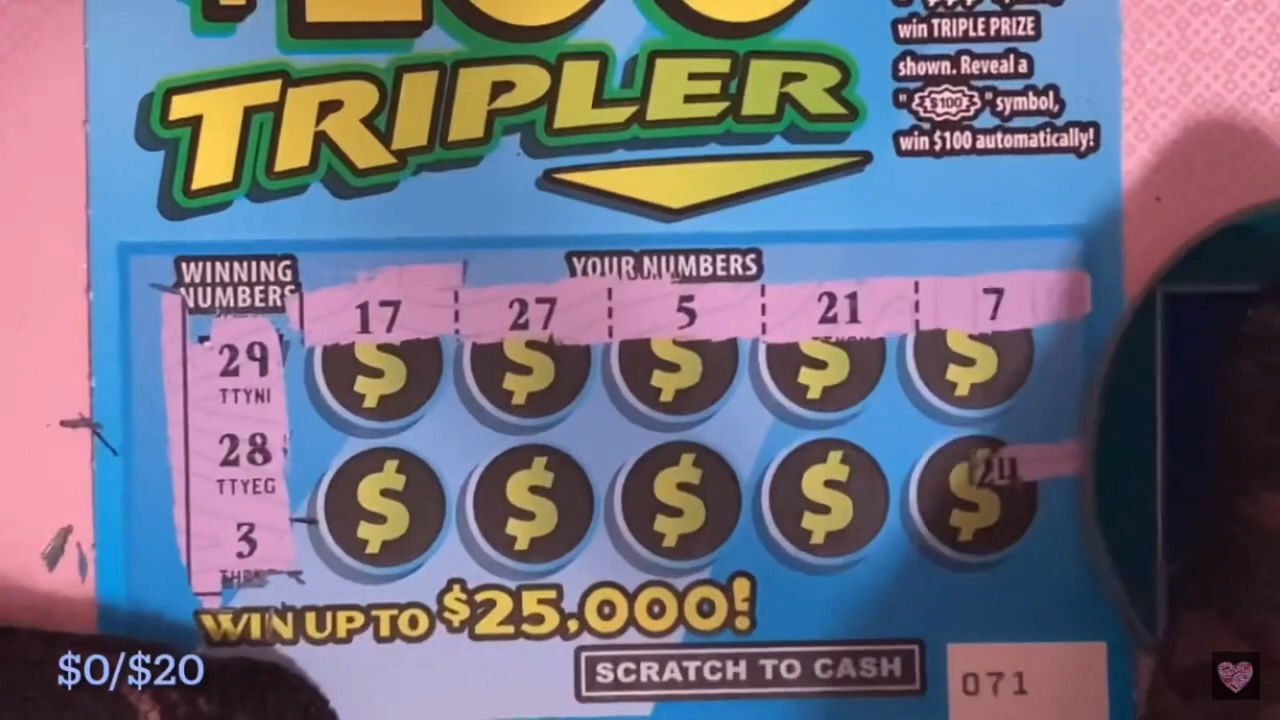 TRIPLER
win TRIPLE PRIZE
shown. Reveal a
" $100 " symbol,
win $100 automatically!
WINNING
NUMBERS
YOUR NUMBERS
17 27 5 21 7
29
TTYNI
28
TTYEG
3
$ $ $ $ $
$ $ $ $ $
24
WIN UP TO $25,000!
SCRATCH TO CASH
071
$0/$20